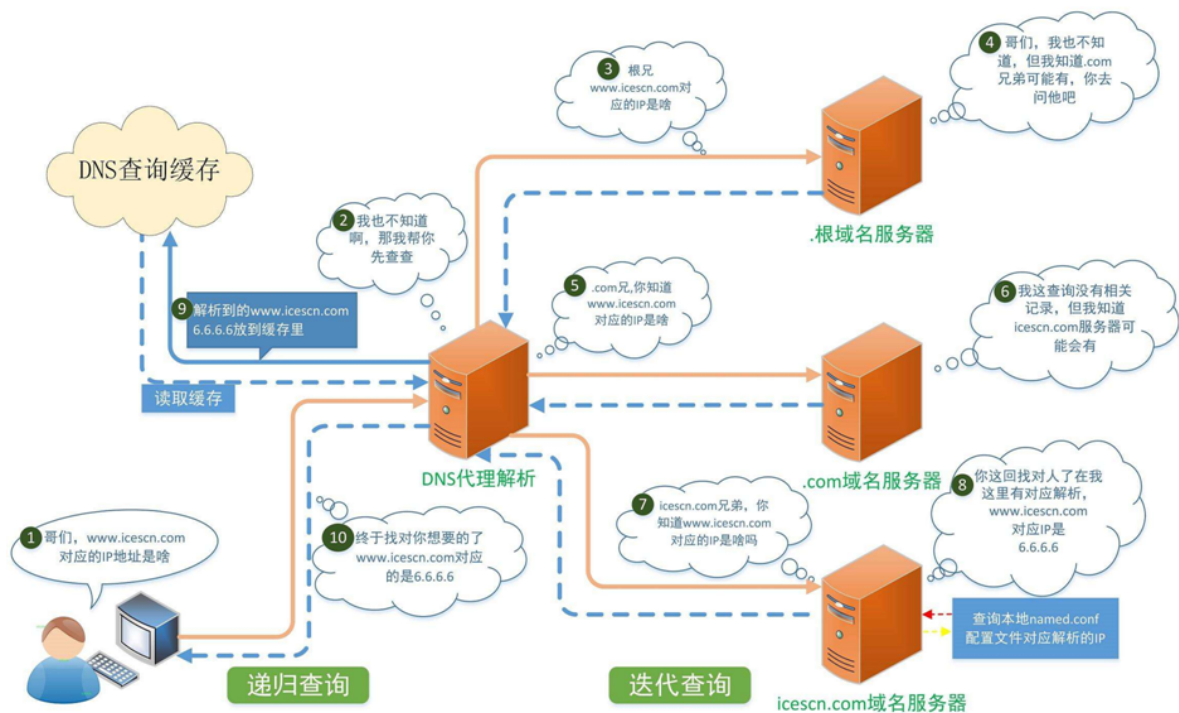 3 根兄
www.icescn.com对
应的IP是啥
4 哥们，我也不知
道，但我知道.com
兄弟可能有，你去
问他吧
DNS查询缓存
2 我也不知道
啊，那我帮你
先查查
.根域名服务器
5 .com兄,你知道
www.icescn.com
对应的IP是啥
6 我这查询没有相关
记录，但我知道
icescn.com服务器可
能会有
9 解析到的www.icescn.com
6.6.6.6放到缓存里
读取缓存
DNS代理解析
.com域名服务器
1 哥们，www.icescn.com
对应的IP地址是啥
10 终于找对你想要的了
www.icescn.com对应
的是6.6.6.6
7 icescn.com兄弟，你
知道www.icescn.com
对应的IP是啥吗
8 你这回找对人了在我
这里有对应解析，
www.icescn.com
对应IP是
6.6.6.6
查询本地named.conf
配置文件对应解析的IP
递归查询
迭代查询
icescn.com域名服务器